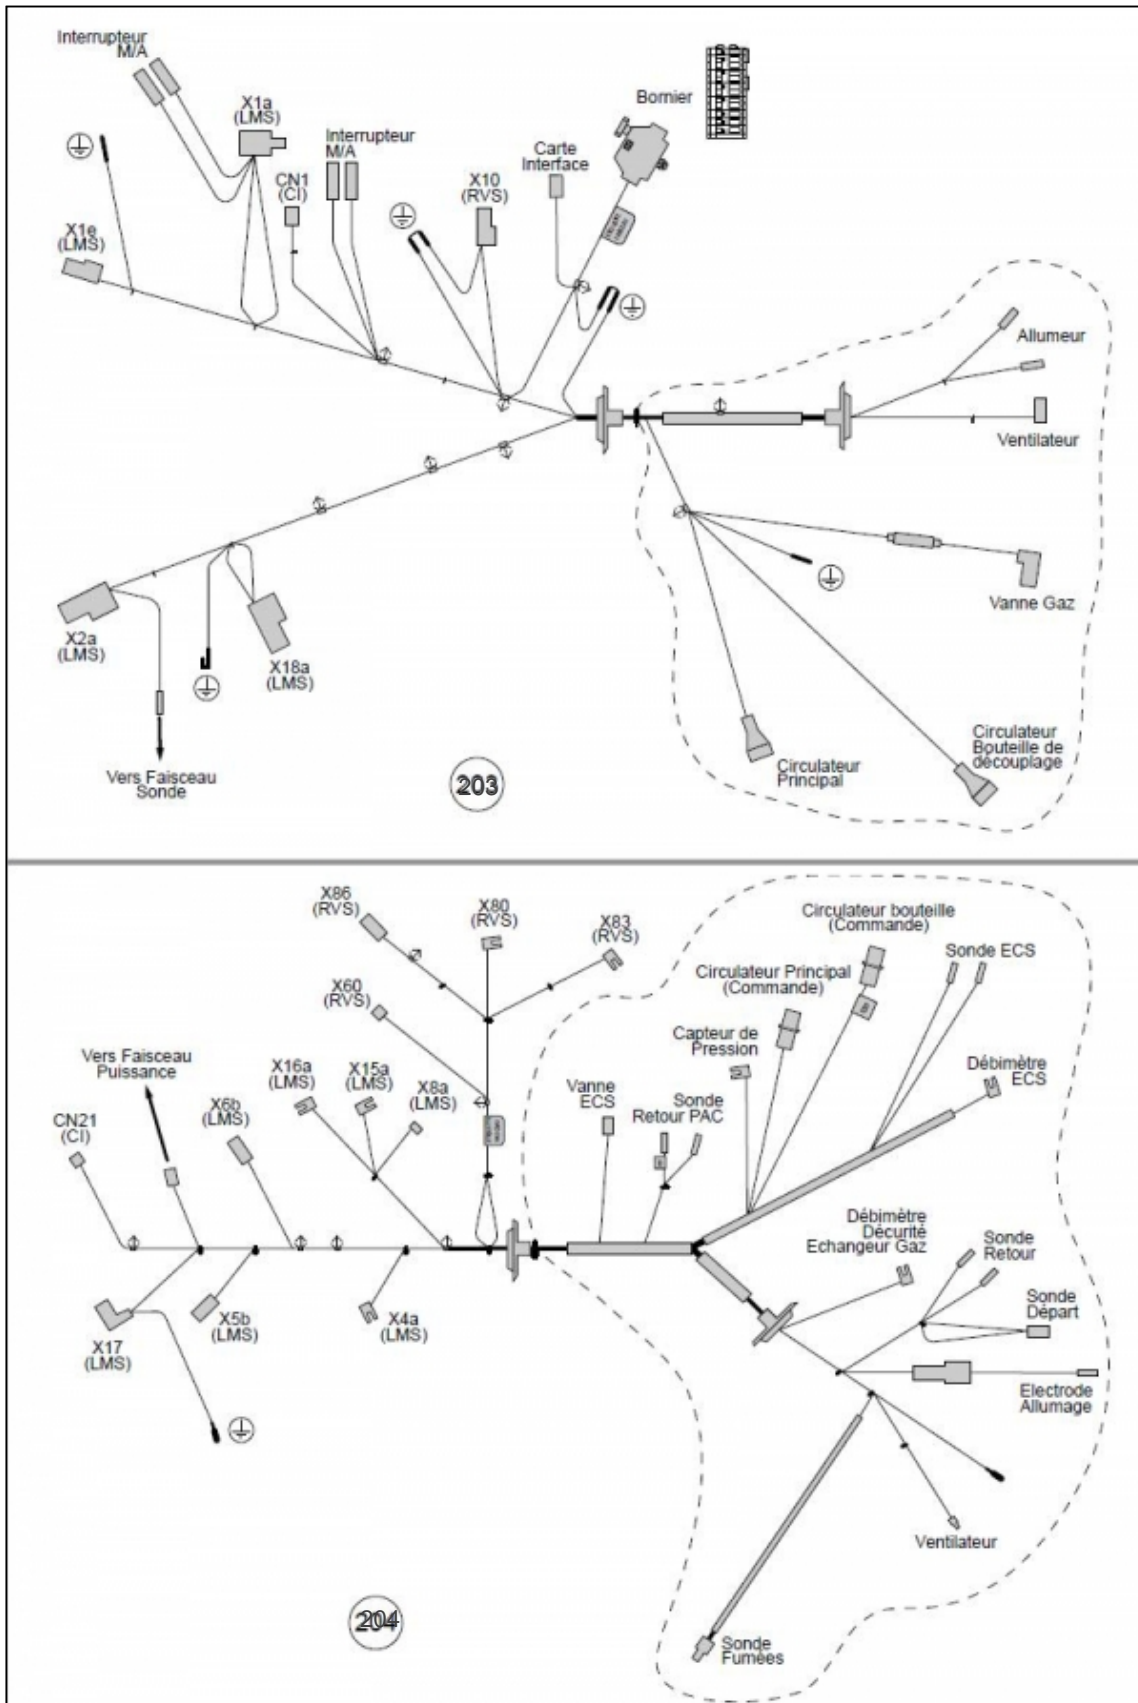 Interrupteur
M/A
X1a
(LMS)
Interrupteur
M/A
CN1
(CI)
X1e
(LMS)
X10
(RVS)
Carte
Interface
Bornier
Allumeur
Ventilateur
Vanne Gaz
Circulateur
Bouteille de
découplage
Circulateur
Principal
X2a
(LMS)
X18a
(LMS)
Vers Faisceau
Sonde
203
X86
(RVS)
X80
(RVS)
X83
(RVS)
X60
(RVS)
Vers Faisceau
Puissance
CN21
(CI)
X6b
(LMS)
X16a
(LMS)
X15a
(LMS)
X8a
(LMS)
X17
(LMS)
X5b
(LMS)
X4a
(LMS)
Circulateur bouteille
(Commande)
Sonde ECS
Circulateur Principal
(Commande)
Capteur de
Pression
Débimètre
ECS
Vanne
ECS
Sonde
Retour PAC
Débimètre
Décurité
Echangeur Gaz
Sonde
Retour
Sonde
Départ
Electrode
Allumage
Ventilateur
Sonde
Fumées
204